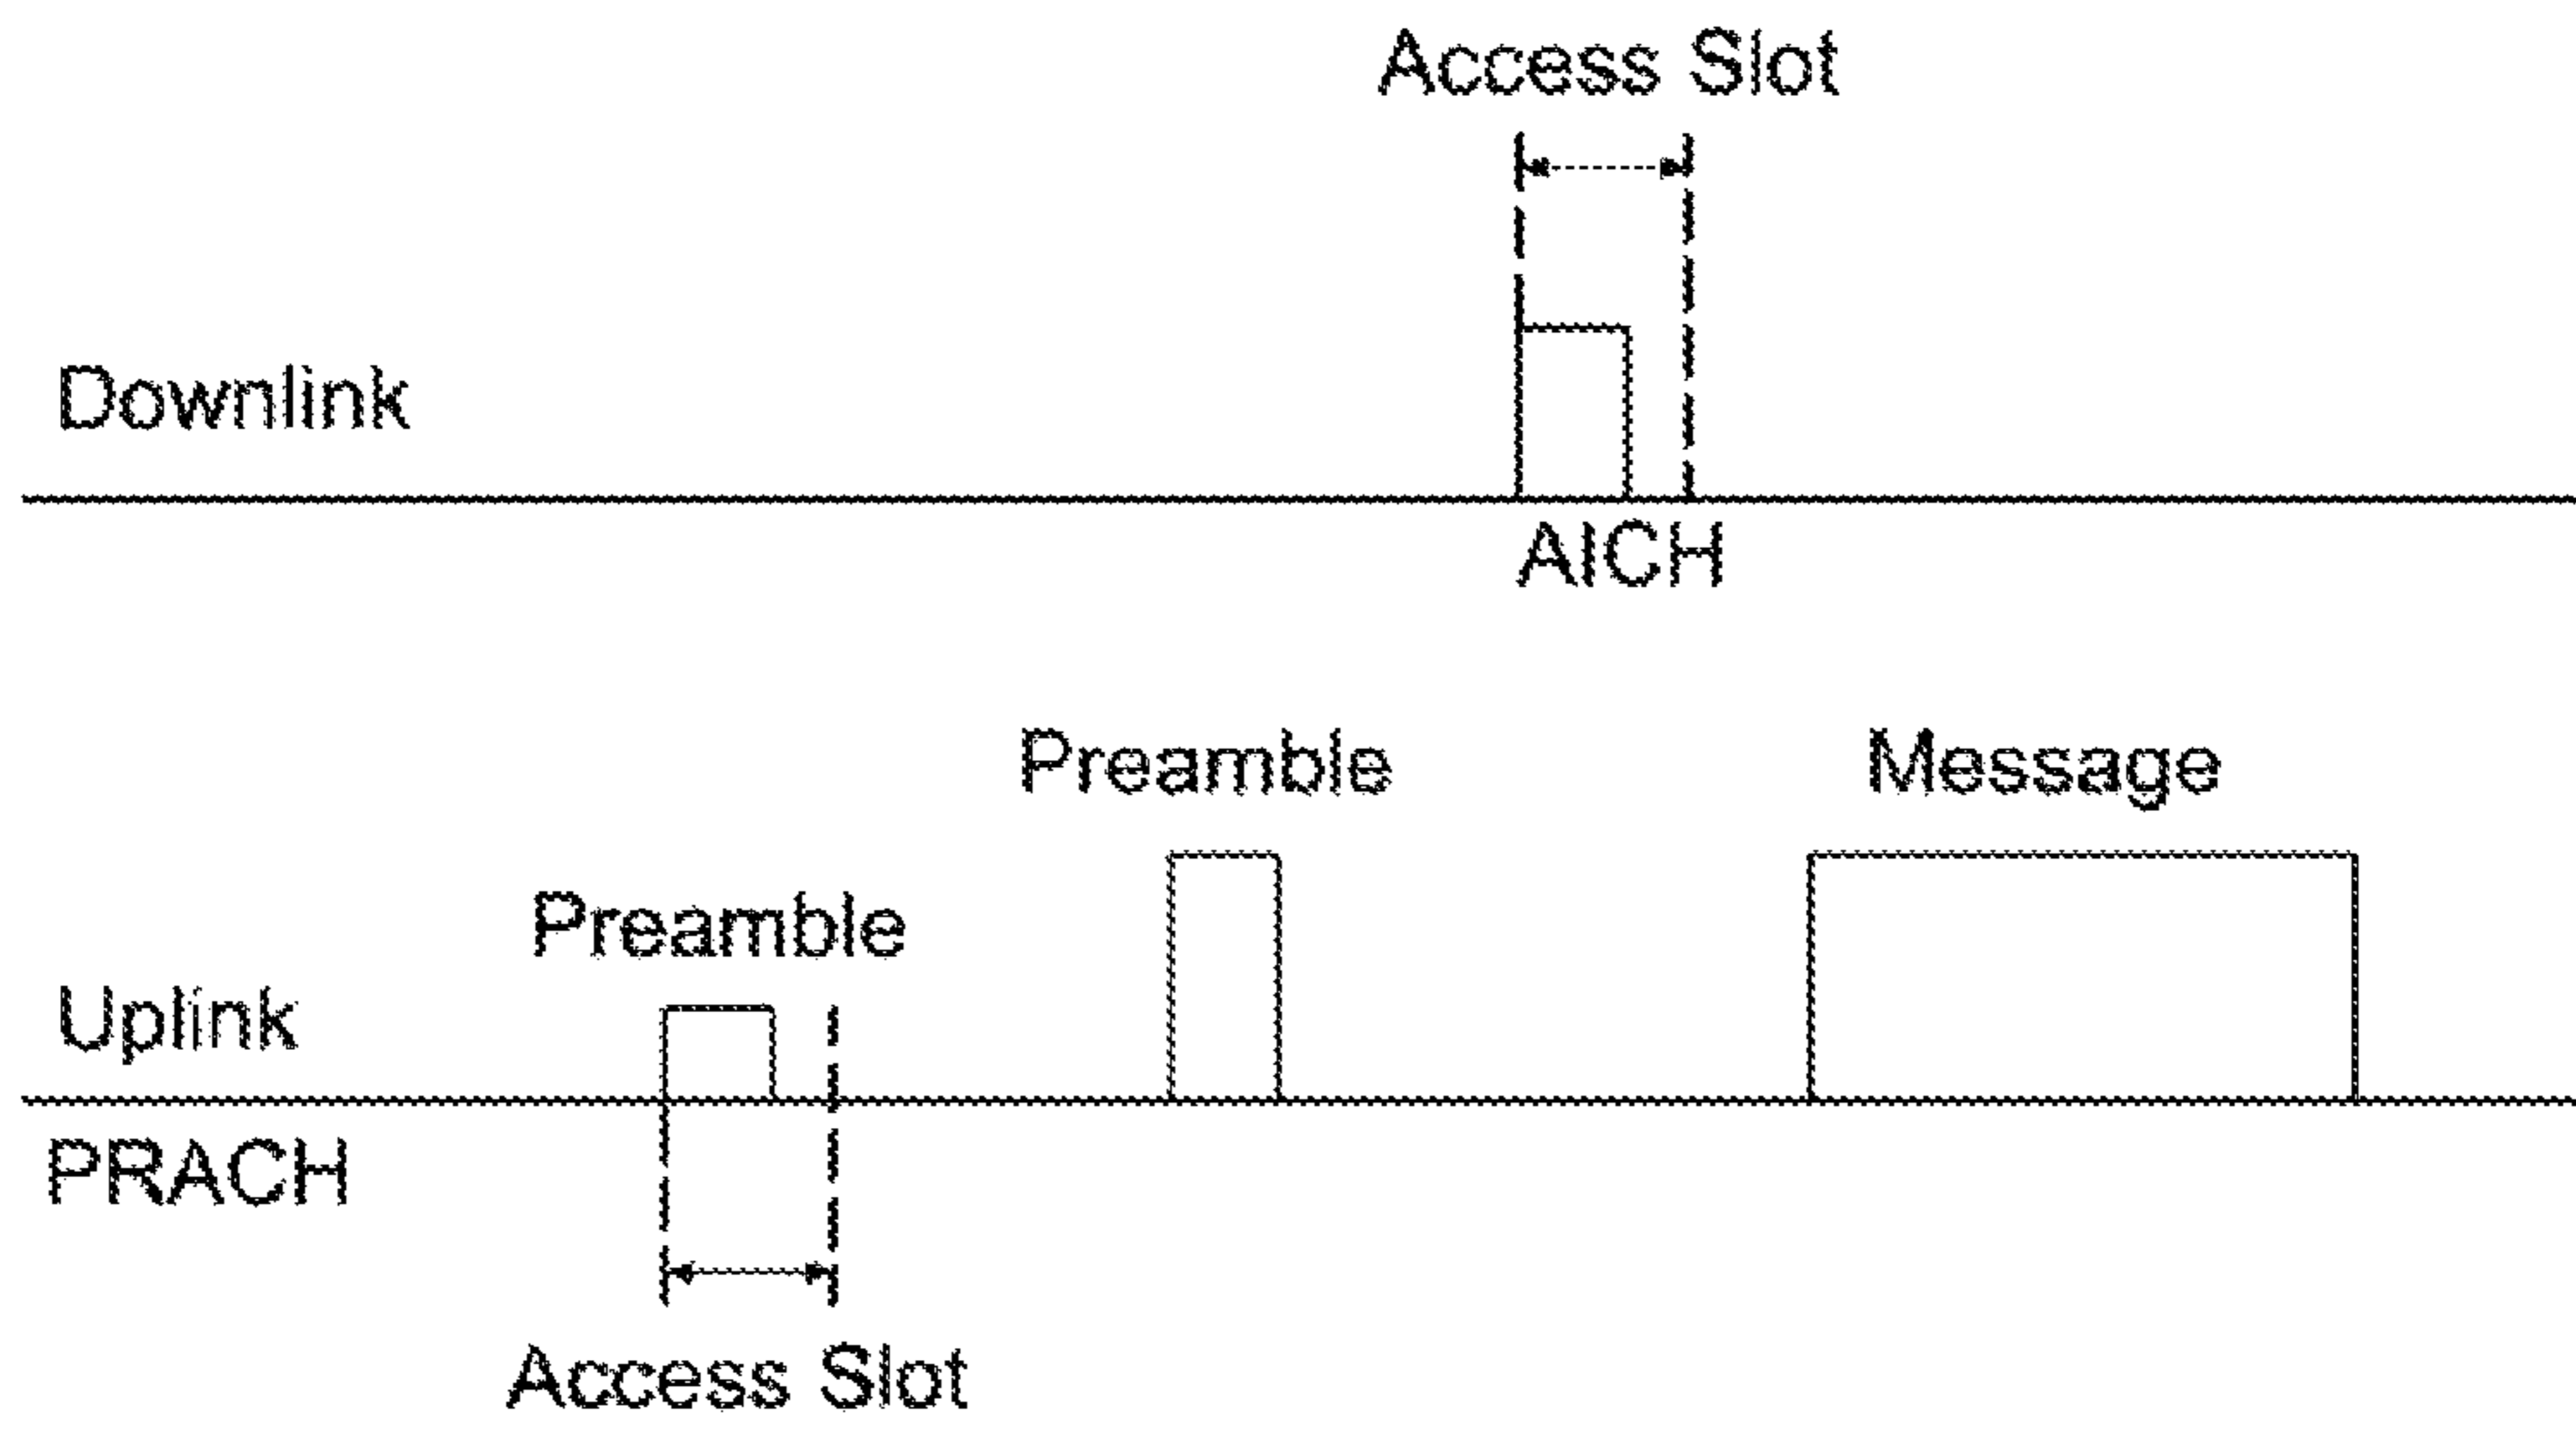 Access Slot
Downlink
AICH
Preamble
Message
Preamble
Uplink
PRACH
Access Slot